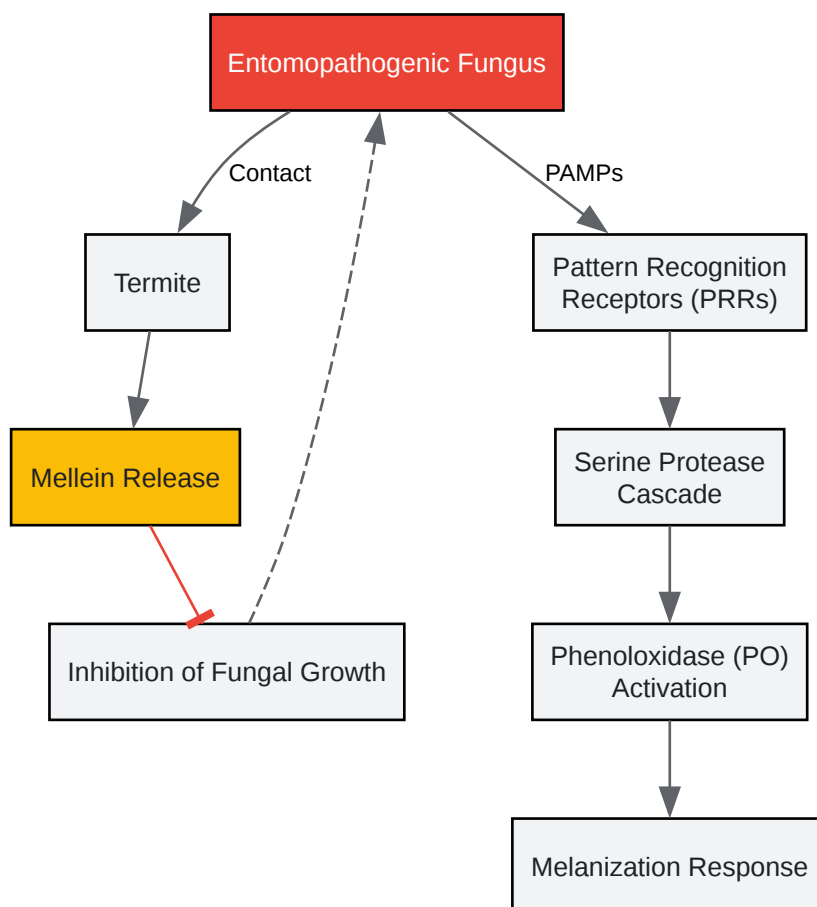 Entomopathogenic Fungus
Contact
PAMPs
Termite
Pattern Recognition
Receptors (PRRs)
Mellein Release
Serine Protease
Cascade
Inhibition of Fungal Growth
Phenoloxidase (PO)
Activation
Melanization Response